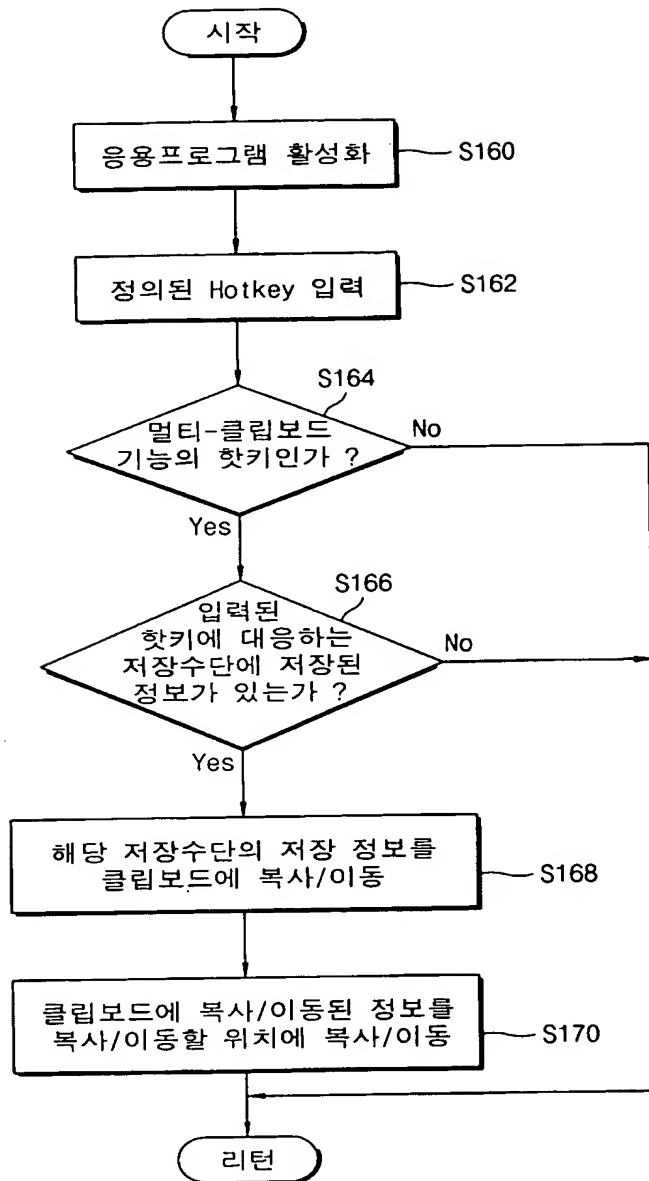 시작
응용프로그램 활성화
S160
정의된 Hotkey 입력
S162
S164
멀티-클립보드
기능의 핫키인가 ?
No
Yes
S166
입력된
핫키에 대응하는
저장수단에 저장된
정보가 있는가 ?
No
Yes
해당 저장수단의 저장 정보를
클립보드에 복사/이동
S168
클립보드에 복사/이동된 정보를
복사/이동할 위치에 복사/이동
S170
리턴